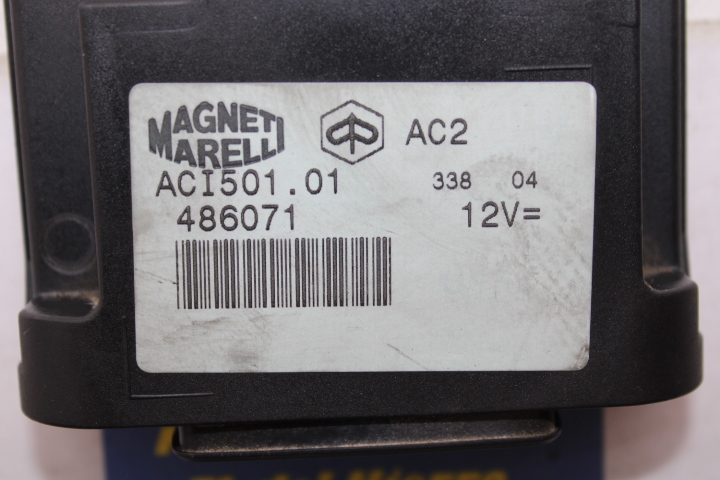 MAGNETI
MARELLI
AC2
ACI501.01
338 04
486071
12V=